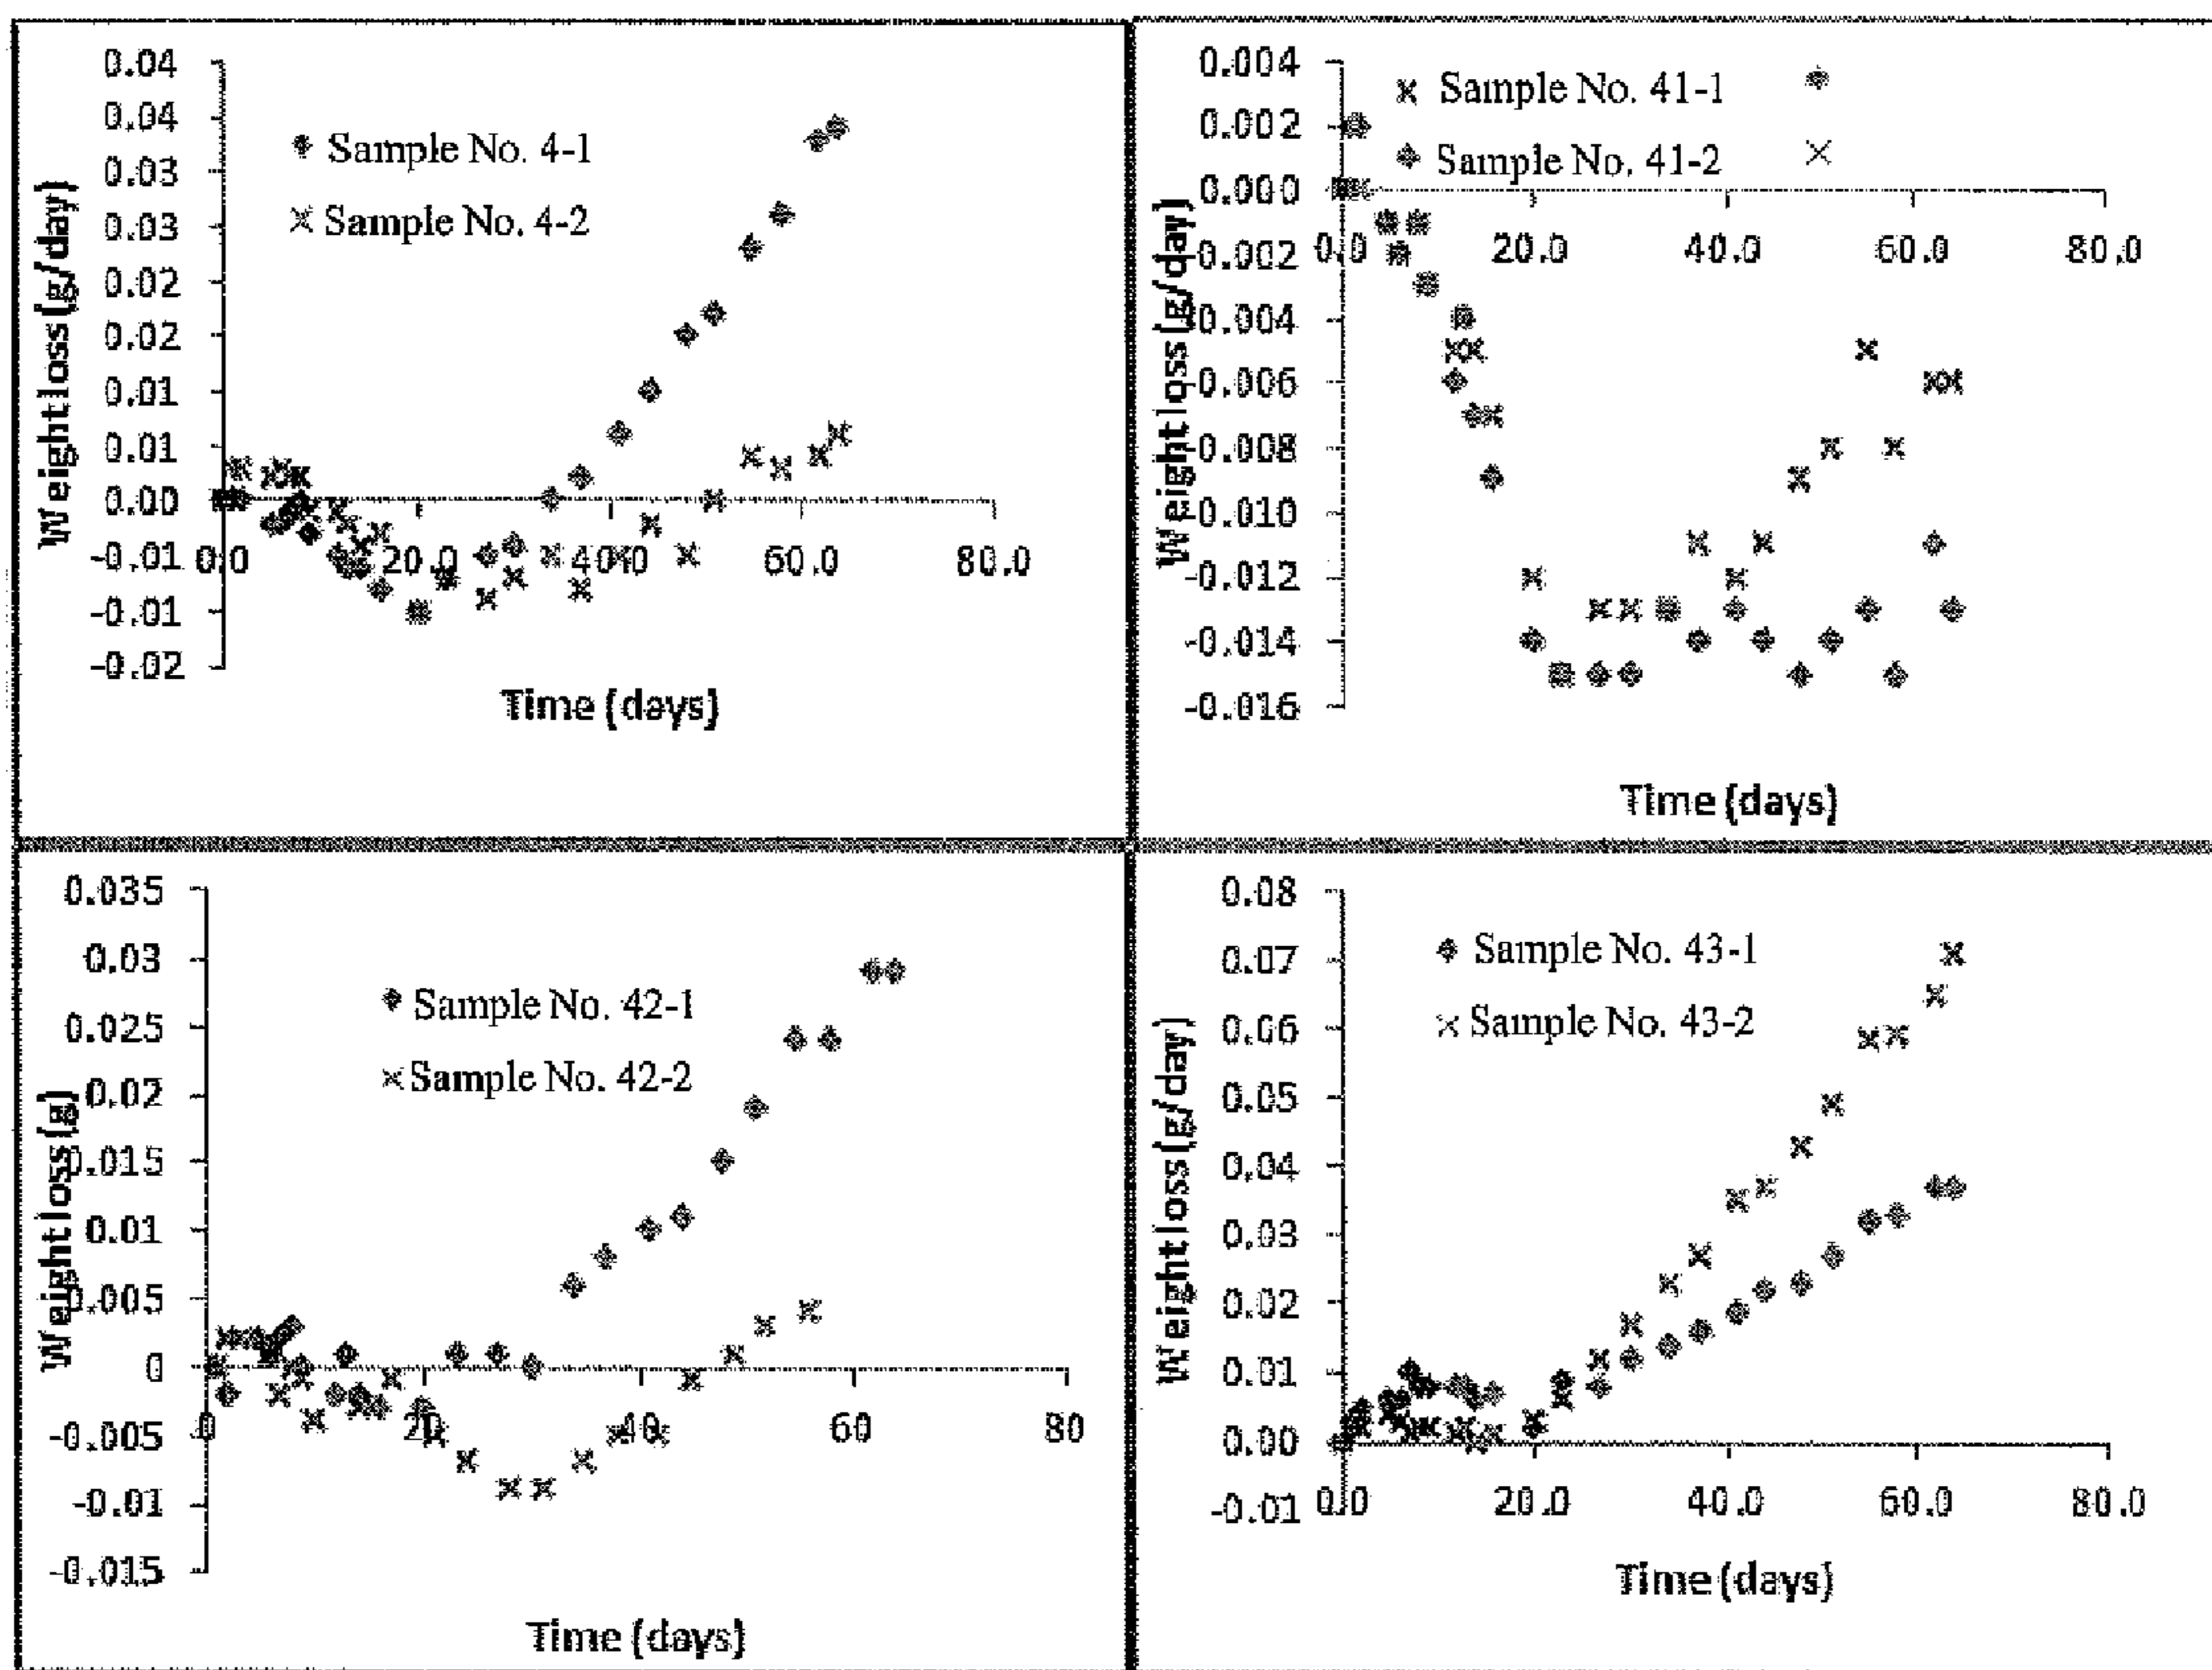 0.04
0.04
0.03
0.03
0.02
0.02
0.01
0.01
0.00
-0.01
-0.01
-0.02
Weightloss(g/day)
Sample No. 4-1
Sample No. 4-2
0.0 20.0 40.0 60.0 80.0
Time (days)
0.004
0.002
0.000
-0.002
-0.004
-0.006
-0.008
-0.010
-0.012
-0.014
-0.016
Weightloss(g/day)
Sample No. 41-1
Sample No. 41-2
0.0 20.0 40.0 60.0 80.0
Time (days)
0.035
0.03
0.025
0.02
0.015
0.01
0.005
0
-0.005
-0.01
-0.015
Weightloss(g)
Sample No. 42-1
Sample No. 42-2
0 20 40 60 80
Time (days)
0.08
0.07
0.06
0.05
0.04
0.03
0.02
0.01
0.00
-0.01
Weightloss(g/day)
Sample No. 43-1
Sample No. 43-2
0.0 20.0 40.0 60.0 80.0
Time (days)